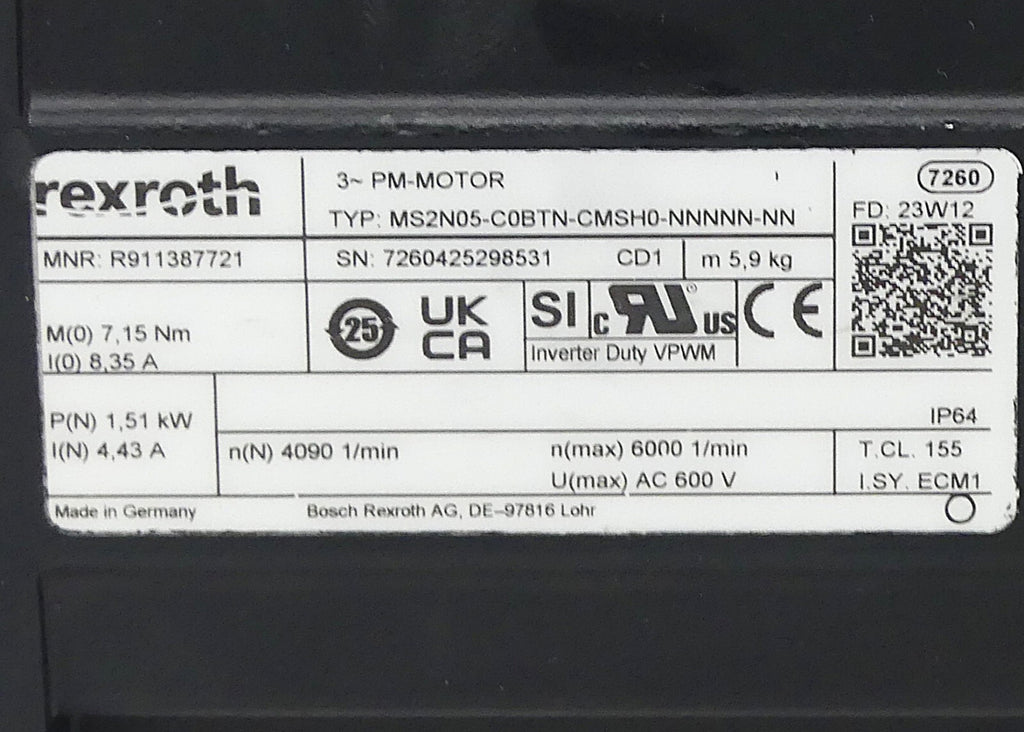 rexroth
3~ PM-MOTOR
7260
TYP: MS2N05-C0BTN-CMSH0-NNNNN-NN
FD: 23W12
MNR: R911387721
SN: 7260425298531
CD1
m 5,9 kg
M(0) 7,15 Nm
I(0) 8,35 A
25
UK
CA
SI
c RU US
®
CE
Inverter Duty VPWM
P(N) 1,51 kW
IP64
I(N) 4,43 A
n(N) 4090 1/min
n(max) 6000 1/min
T.CL. 155
U(max) AC 600 V
I.SY. ECM1
Made in Germany
Bosch Rexroth AG, DE-97816 Lohr